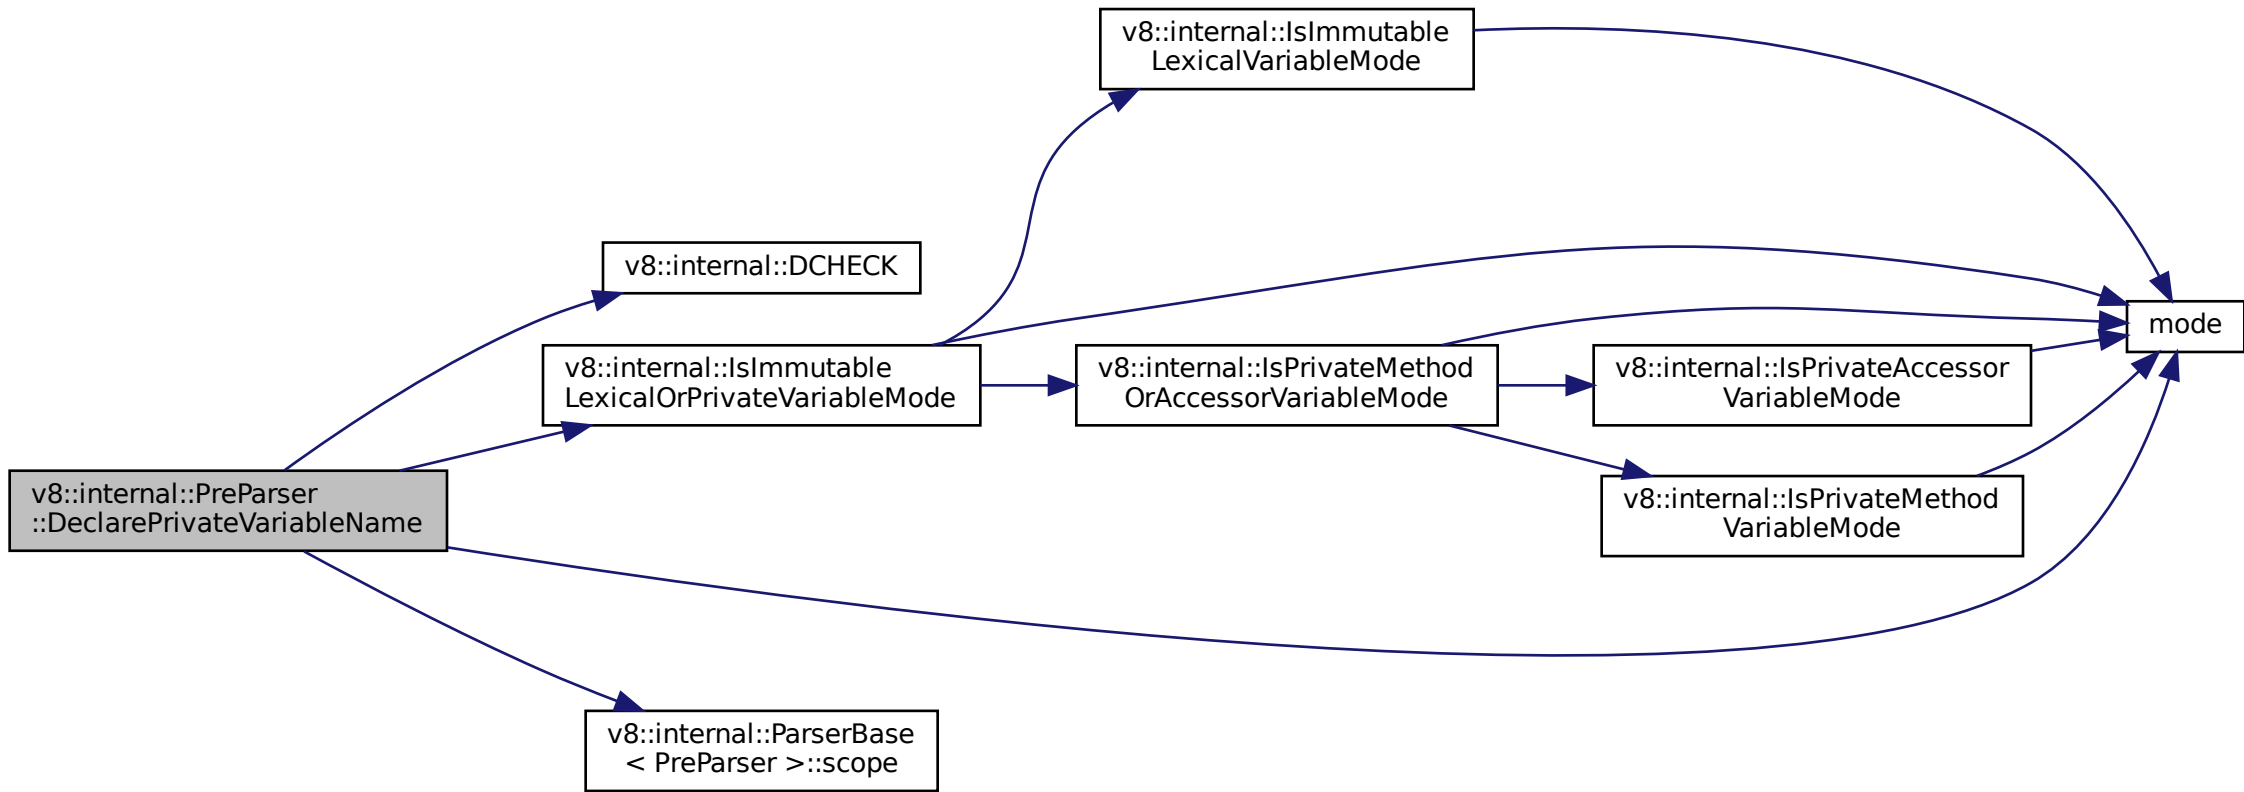 v8::internal::IsImmutable
LexicalVariableMode
v8::internal::DCHECK
mode
v8::internal::IsImmutable
LexicalOrPrivateVariableMode
v8::internal::IsPrivateMethod
OrAccessorVariableMode
v8::internal::IsPrivateAccessor
VariableMode
v8::internal::PreParser
::DeclarePrivateVariableName
v8::internal::IsPrivateMethod
VariableMode
v8::internal::ParserBase
< PreParser >::scope